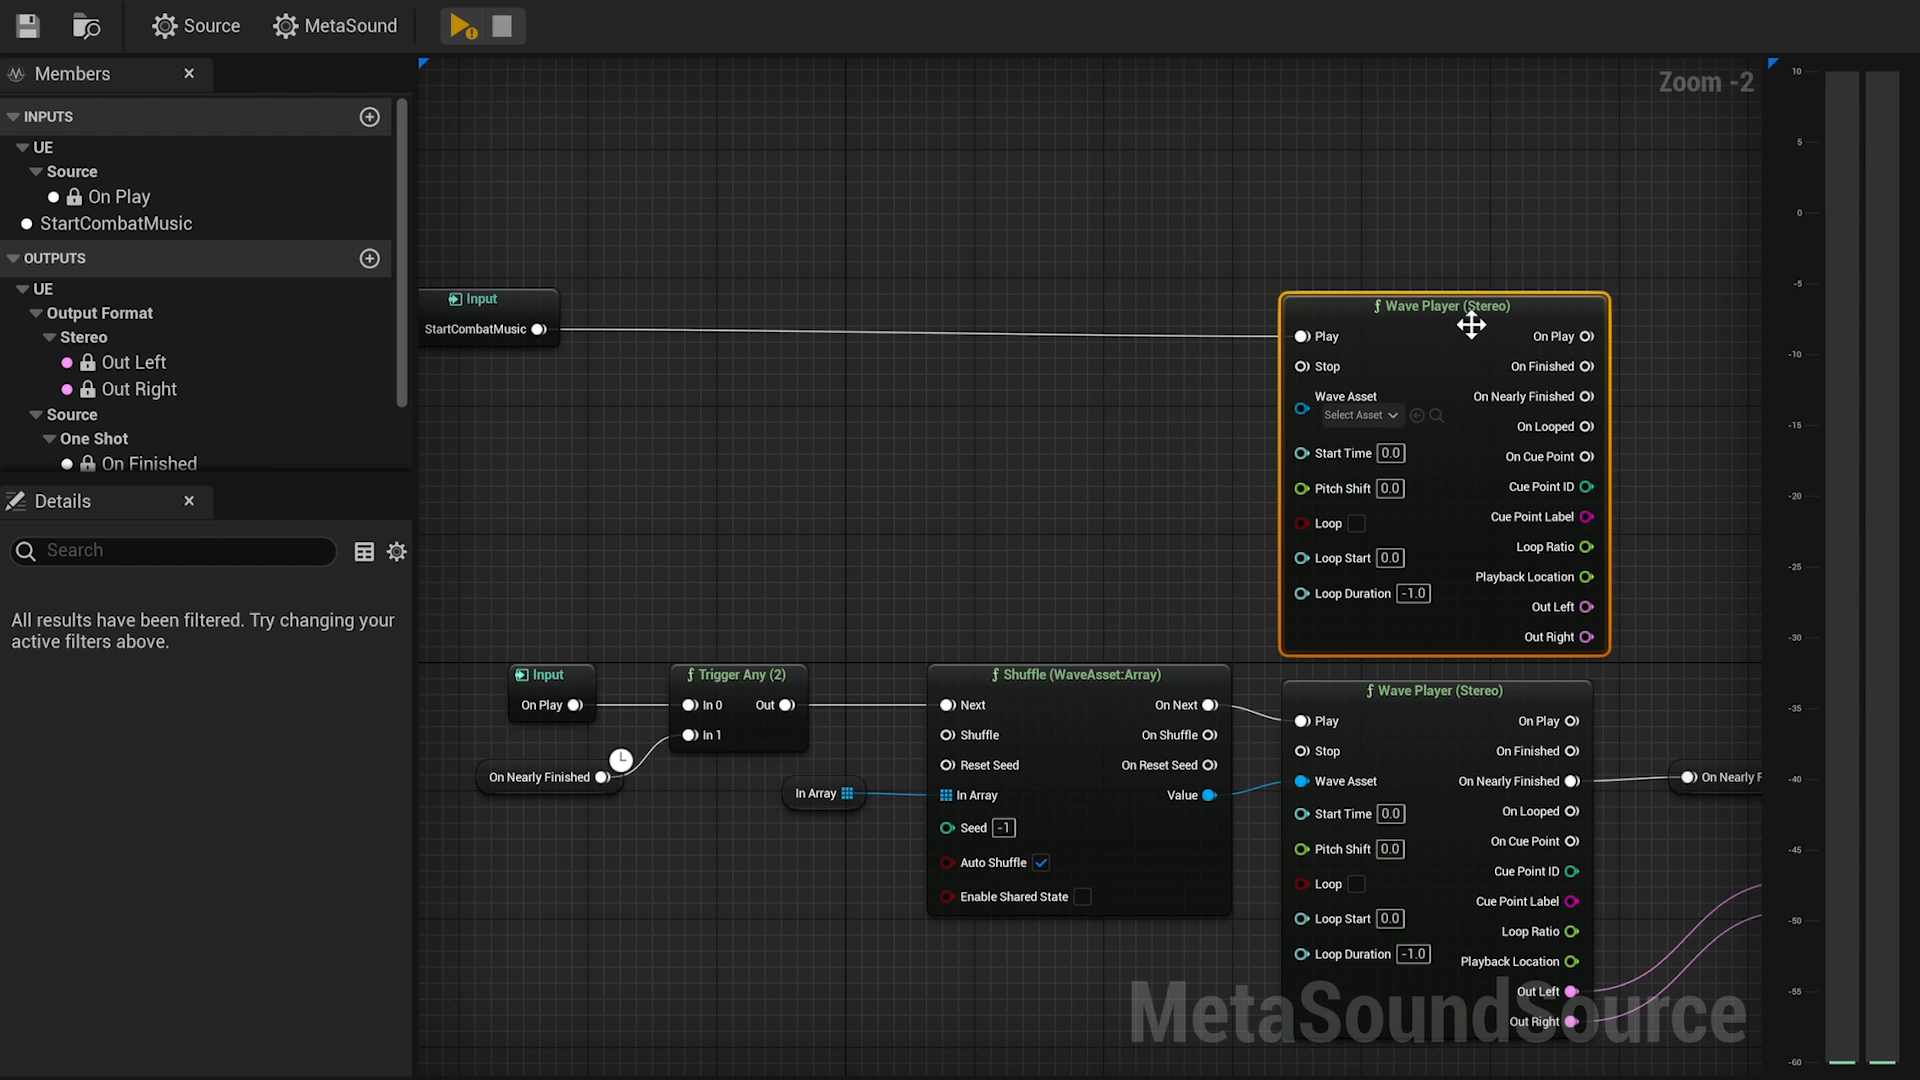 Source
MetaSound
Members
INPUTS
UE
Source
On Play
StartCombatMusic
OUTPUTS
UE
Output Format
Stereo
Out Left
Out Right
Source
One Shot
On Finished
Details
Search
All results have been filtered. Try changing your
active filters above.
Zoom -2
Input
StartCombatMusic
Wave Player (Stereo)
Play
On Play
Stop
On Finished
Wave Asset
Select Asset
On Nearly Finished
On Looped
Start Time 0.0
On Cue Point
Pitch Shift 0.0
Cue Point ID
Loop
Cue Point Label
Loop Start 0.0
Loop Ratio
Playback Location
Loop Duration -1.0
Out Left
Out Right
Input
On Play
On Nearly Finished
Trigger Any (2)
In 0
Out
In 1
In Array
Shuffle (WaveAsset:Array)
Next
On Next
Shuffle
On Shuffle
Reset Seed
On Reset Seed
In Array
Value
Seed -1
Auto Shuffle
Enable Shared State
Wave Player (Stereo)
Play
On Play
Stop
On Finished
Wave Asset
On Nearly Finished
Start Time 0.0
On Looped
On Cue Point
Pitch Shift 0.0
Cue Point ID
Loop
Cue Point Label
Loop Start 0.0
Loop Ratio
Loop Duration -1.0
Playback Location
Out Left
Out Right
On Nearly F
MetaSoundSource
10
5
0
-5
-10
-15
-20
-25
-30
-35
-40
-45
-50
-55
-60